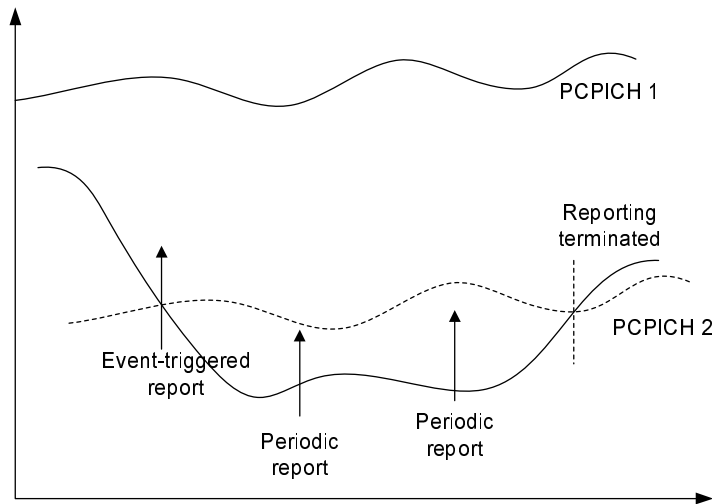 PCPICH 1
Reporting
terminated
PCPICH 2
Event-triggered
report
Periodic
report
Periodic
report